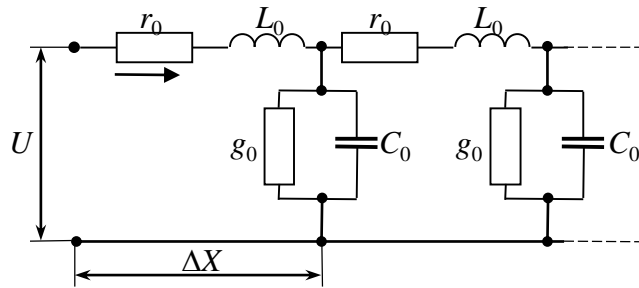 r₀ L₀ r₀ L₀
U g₀ C₀ g₀ C₀
ΔX